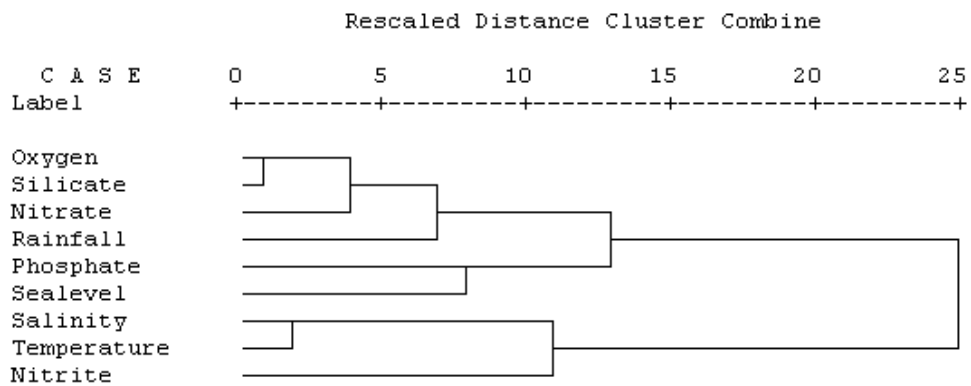 Rescaled Distance Cluster Combine
C A S E 0 5 10 15 20 25
Label +---------+---------+---------+---------+---------+
Oxygen
Silicate
Nitrate
Rainfall
Phosphate
Sealevel
Salinity
Temperature
Nitrite